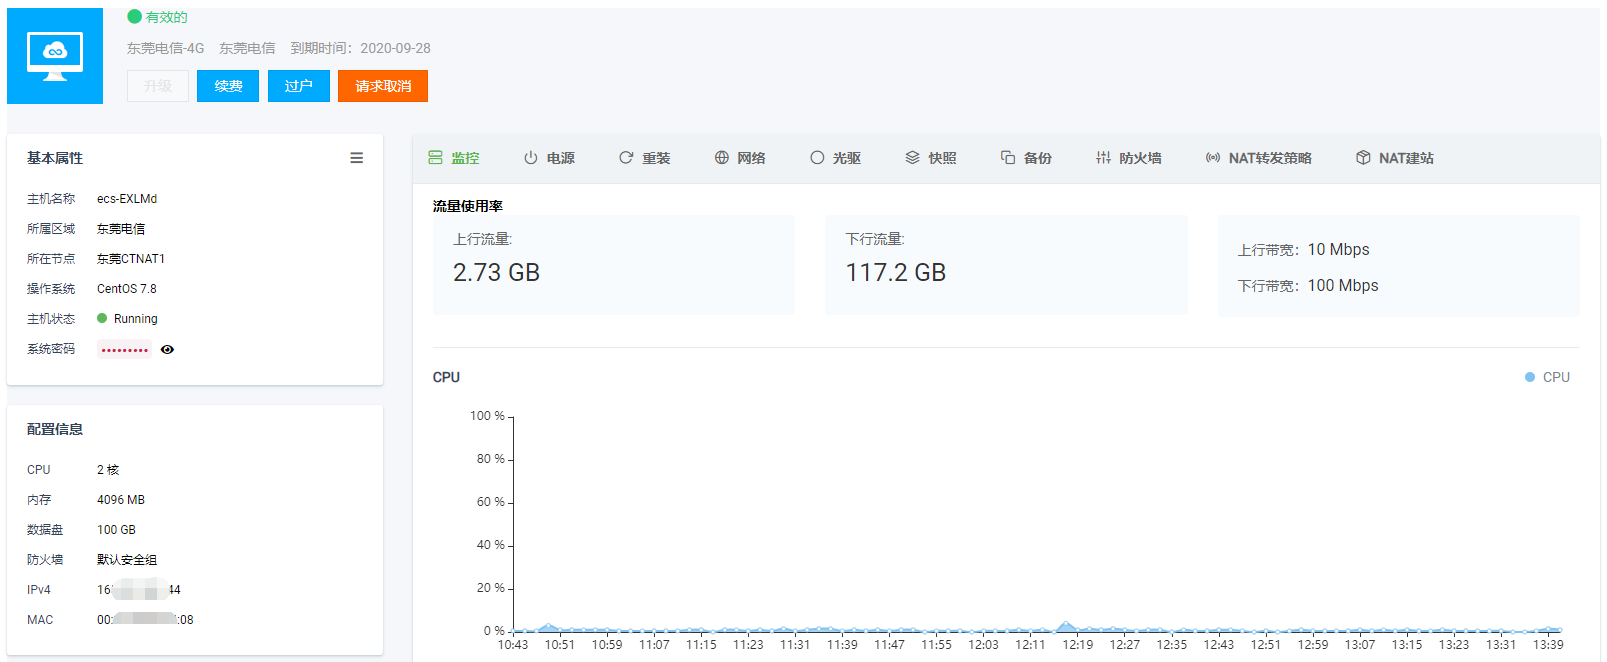 有效的
东莞电信-4G 东莞电信 到期时间：2020-09-28
升级 续费 过户 请求取消
基本属性
主机名称 ecs-EXLMd
所属区域 东莞电信
所在节点 东莞CTNAT1
操作系统 CentOS 7.8
主机状态 Running
系统密码 •••••••••
配置信息
CPU 2 核
内存 4096 MB
数据盘 100 GB
防火墙 默认安全组
IPv4 16 44
MAC 00: :08
监控 电源 重装 网络 光驱 快照 备份 防火墙 NAT转发策略 NAT建站
流量使用率
上行流量:
2.73 GB
下行流量:
117.2 GB
上行带宽：10 Mbps
下行带宽：100 Mbps
CPU
CPU
100 %
80 %
60 %
40 %
20 %
0 %
10:43 10:51 10:59 11:07 11:15 11:23 11:31 11:39 11:47 11:55 12:03 12:11 12:19 12:27 12:35 12:43 12:51 12:59 13:07 13:15 13:23 13:31 13:39